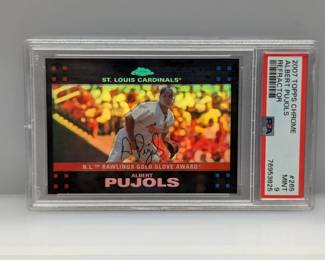 2007 TOPPS CHROME
ALBERT PUJOLS
REFRACTOR
#265
MINT
9
PSA
76953825
ST. LOUIS CARDINALS
N.L.™ RAWLINGS GOLD GLOVE AWARD
ALBERT
PUJOLS